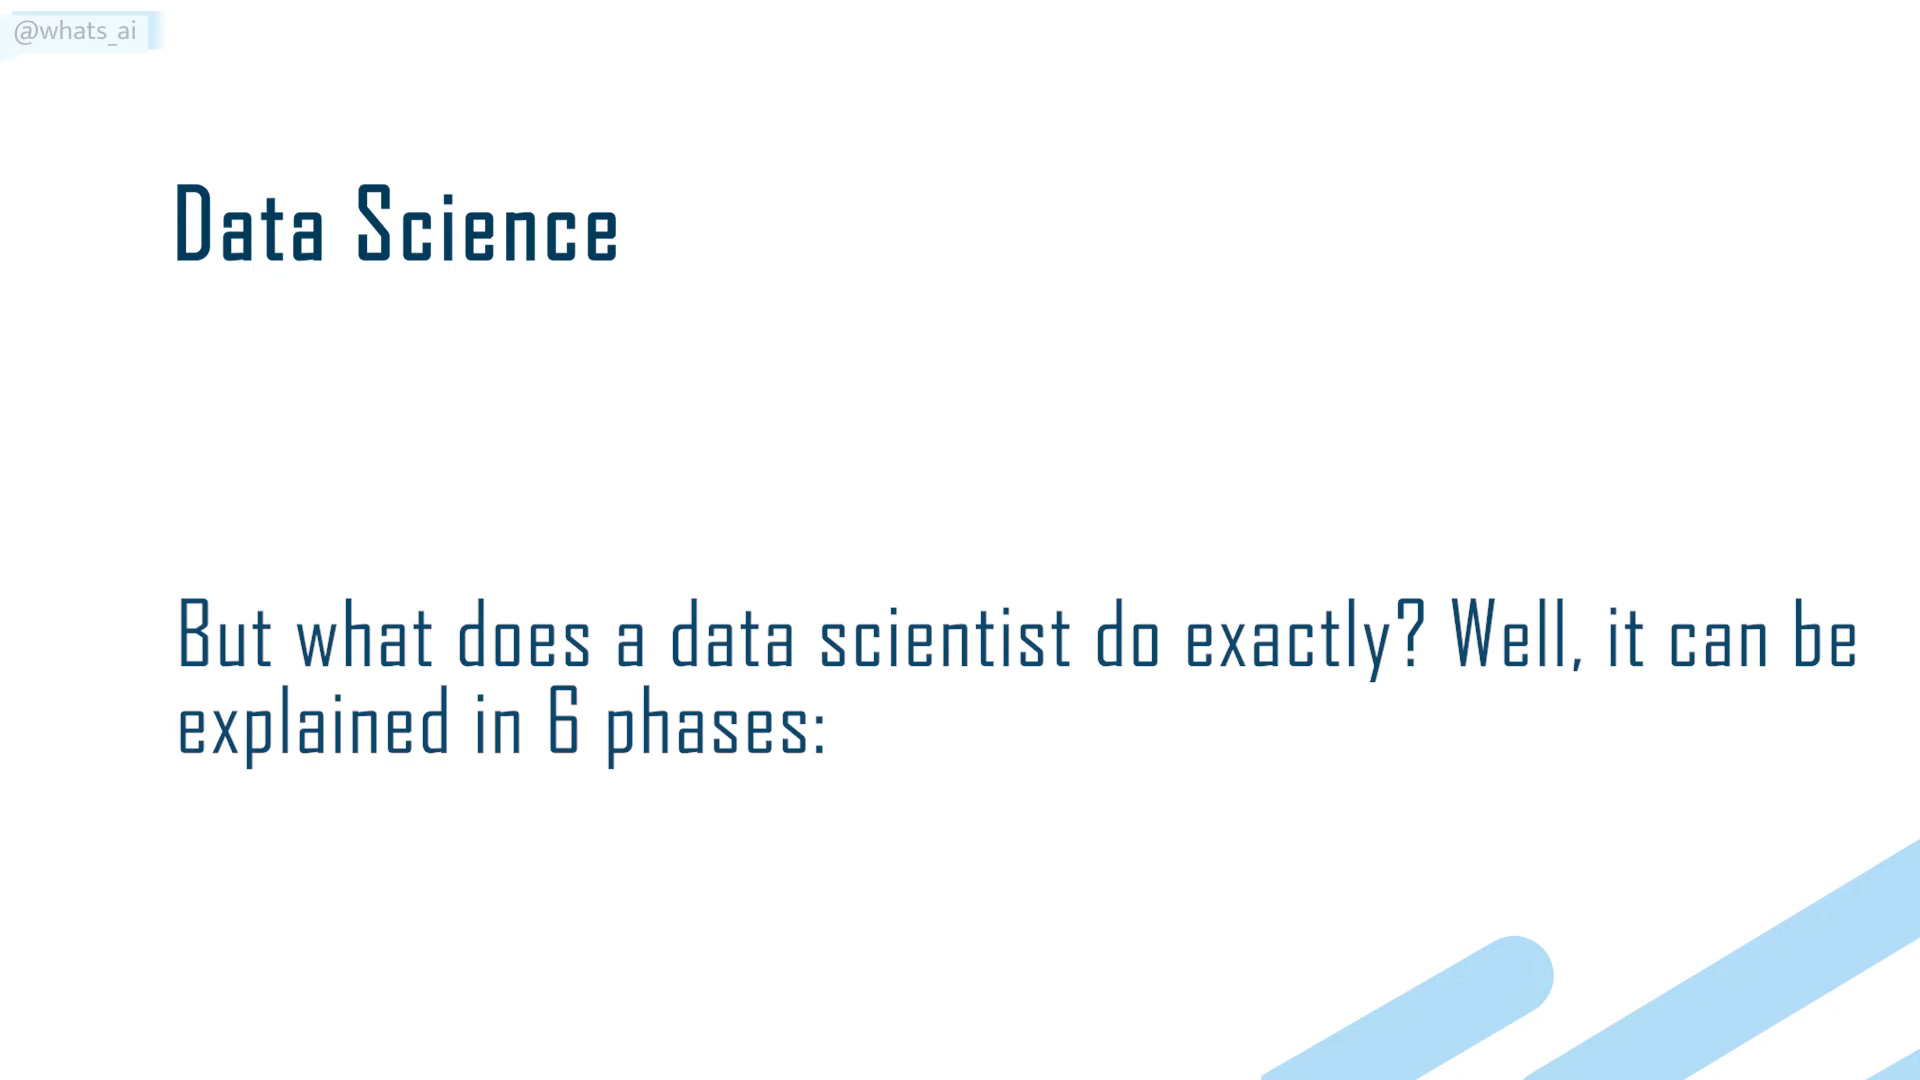 @whats_ai
Data Science
But what does a data scientist do exactly? Well, it can be
explained in 6 phases: